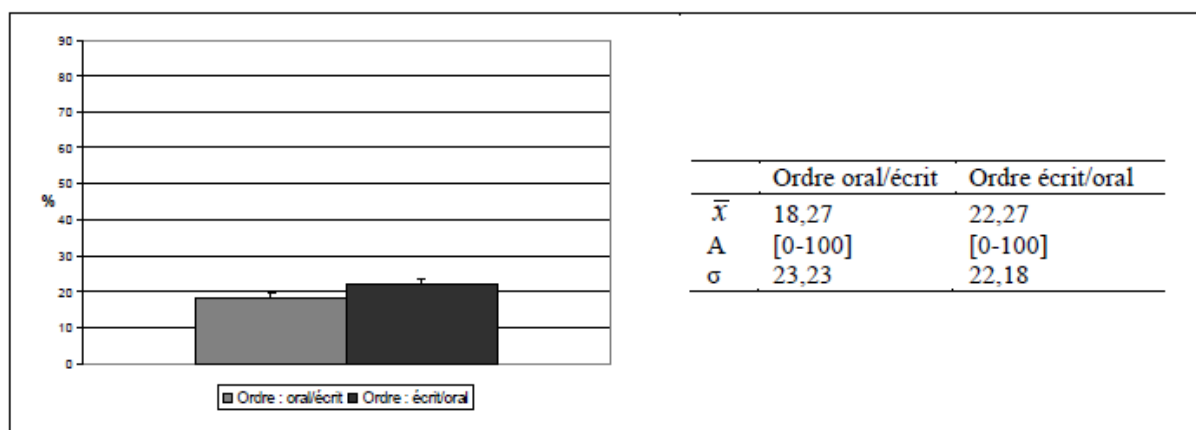 90
80
70
60
50
%
40
30
20
10
0
Ordre : oral/écrit Ordre : écrit/oral
Ordre oral/écrit Ordre écrit/oral
x̅ 18,27 22,27
A [0-100] [0-100]
σ 23,23 22,18